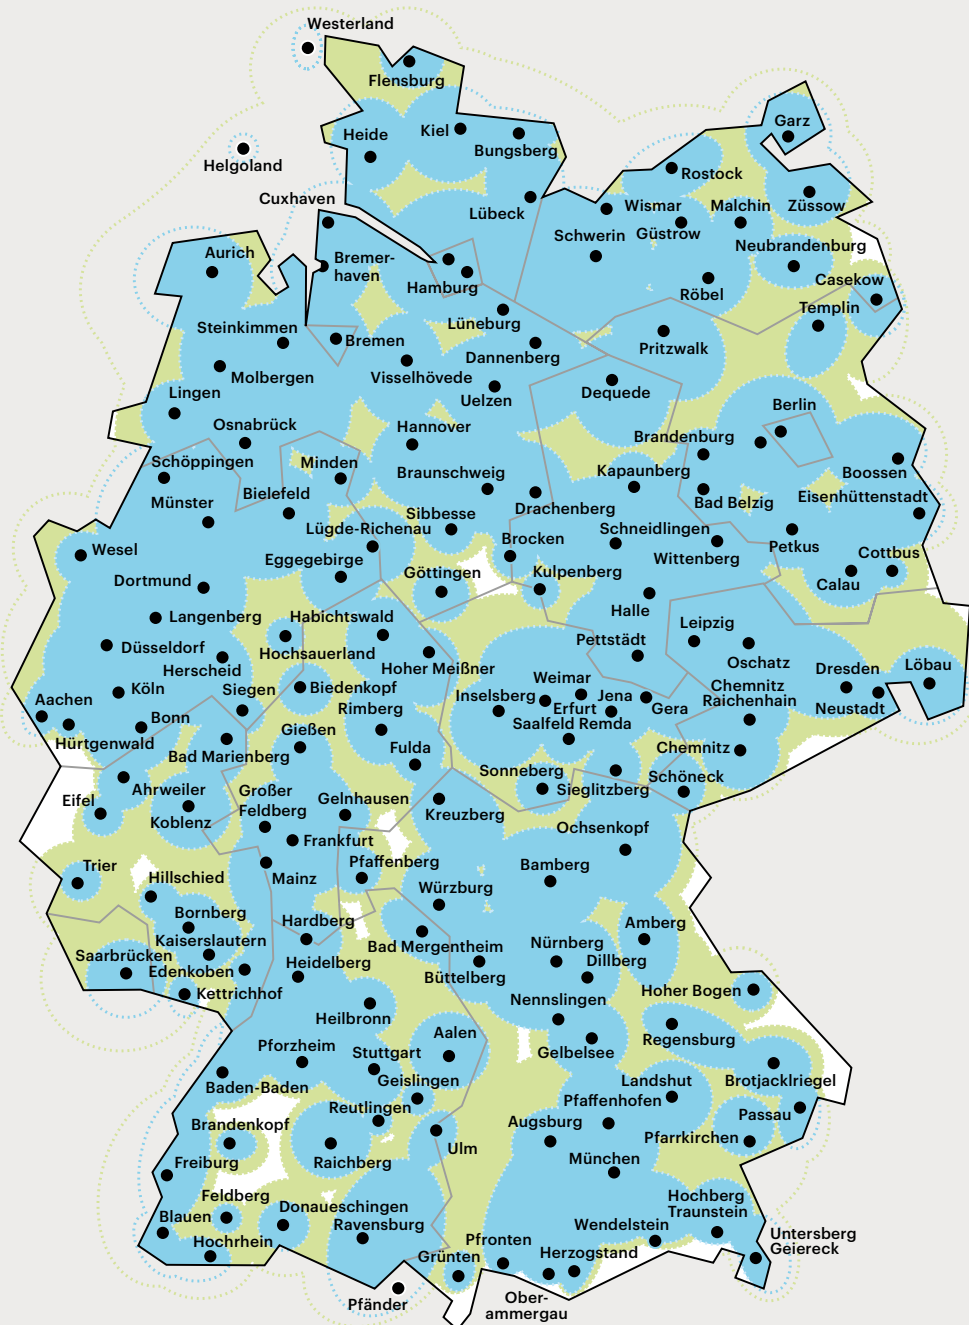 Westerland
Flensburg
Garz
Heide
Kiel
Bungsberg
Helgoland
Rostock
Cuxhaven
Lübeck
Wismar
Malchin
Züssow
Schwerin
Güstrow
Neubrandenburg
Aurich
Bremer-
haven
Hamburg
Röbel
Casekow
Templin
Steinkimmen
Lüneburg
Bremen
Dannenberg
Pritzwalk
Molbergen
Visselhövede
Uelzen
Dequede
Lingen
Berlin
Osnabrück
Hannover
Brandenburg
Schöppingen
Minden
Braunschweig
Kapaunberg
Boossen
Münster
Bielefeld
Drachenberg
Bad Belzig
Eisenhüttenstadt
Lügde-Richenau
Sibbesse
Brocken
Schneidlingen
Wittenberg
Petkus
Wesel
Eggegebirge
Göttingen
Kulpenberg
Cottbus
Calau
Dortmund
Langenberg
Habichtswald
Halle
Leipzig
Düsseldorf
Herscheid
Hochsauerland
Hoher Meißner
Pettstädt
Oschatz
Dresden
Löbau
Aachen
Köln
Siegen
Biedenkopf
Rimberg
Inselsberg
Weimar
Erfurt
Jena
Gera
Chemnitz
Raichenhain
Neustadt
Hürtgenwald
Bonn
Bad Marienberg
Gießen
Fulda
Saalfeld Remda
Chemnitz
Eifel
Ahrweiler
Koblenz
Großer
Feldberg
Gelnhausen
Kreuzberg
Sonneberg
Sieglitzberg
Schöneck
Frankfurt
Ochsenkopf
Trier
Hillschied
Mainz
Pfaffenberg
Würzburg
Bamberg
Bornberg
Kaiserslautern
Hardberg
Bad Mergentheim
Nürnberg
Amberg
Saarbrücken
Edenkoben
Heidelberg
Büttelberg
Dillberg
Kettrichhof
Heilbronn
Nennslingen
Hoher Bogen
Pforzheim
Stuttgart
Aalen
Gelbelsee
Regensburg
Baden-Baden
Geislingen
Landshut
Brotjacklriegel
Reutlingen
Pfaffenhofen
Passau
Brandenkopf
Ulm
Augsburg
Pfarrkirchen
Freiburg
Raichberg
München
Feldberg
Donaueschingen
Hochberg
Traunstein
Blauen
Ravensburg
Wendelstein
Untersberg
Geiereck
Hochrhein
Grünten
Pfronten
Herzogstand
Pfänder
Ober-
ammergau